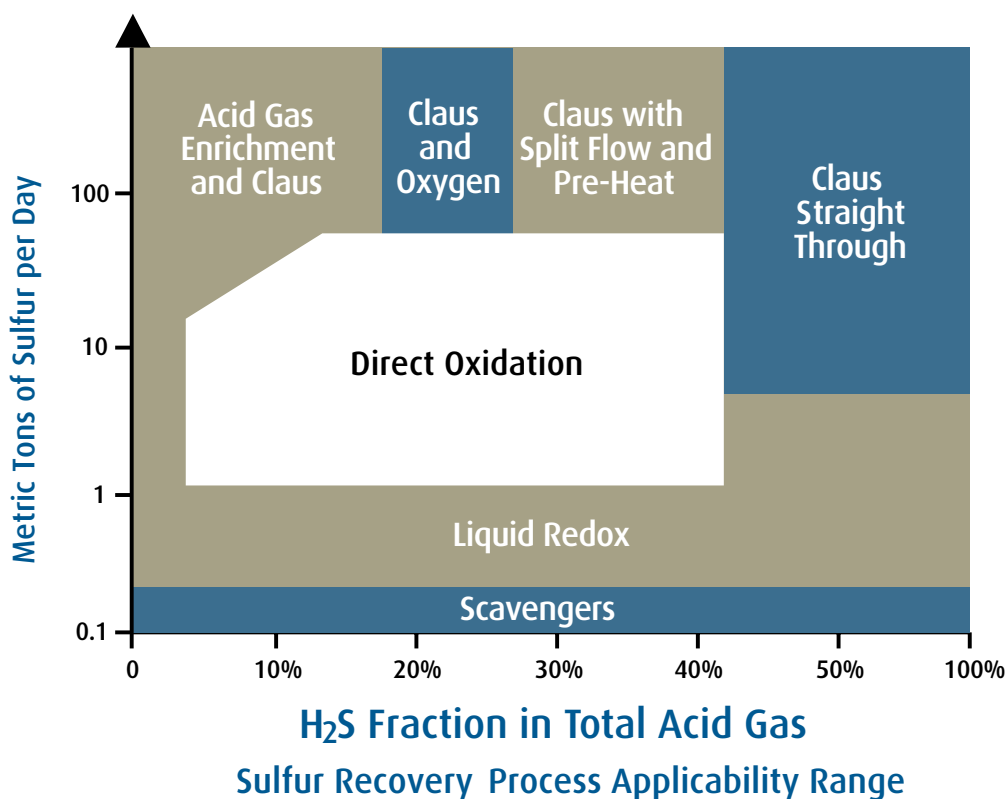 Metric Tons of Sulfur per Day
100
10
1
0.1
Acid Gas
Enrichment
and Claus
Claus
and
Oxygen
Claus with
Split Flow and
Pre-Heat
Claus
Straight
Through
Direct Oxidation
Liquid Redox
Scavengers
0 10% 20% 30% 40% 50% 100%
H₂S Fraction in Total Acid Gas
Sulfur Recovery Process Applicability Range